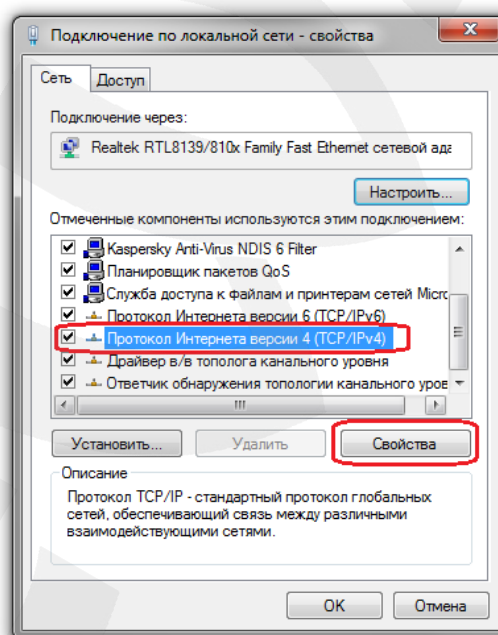 Подключение по локальной сети - свойства
Сеть Доступ
Подключение через:
Realtek RTL8139/810x Family Fast Ethernet сетевой ада
Настроить...
Отмеченные компоненты используются этим подключением:
Kaspersky Anti-Virus NDIS 6 Filter
Планировщик пакетов QoS
Служба доступа к файлам и принтерам сетей Micro
Протокол Интернета версии 6 (TCP/IPv6)
Протокол Интернета версии 4 (TCP/IPv4)
Драйвер в/в тополога канального уровня
Ответчик обнаружения топологии канального уров
Установить... Удалить Свойства
Описание
Протокол TCP/IP - стандартный протокол глобальных
сетей, обеспечивающий связь между различными
взаимодействующими сетями.
OK Отмена